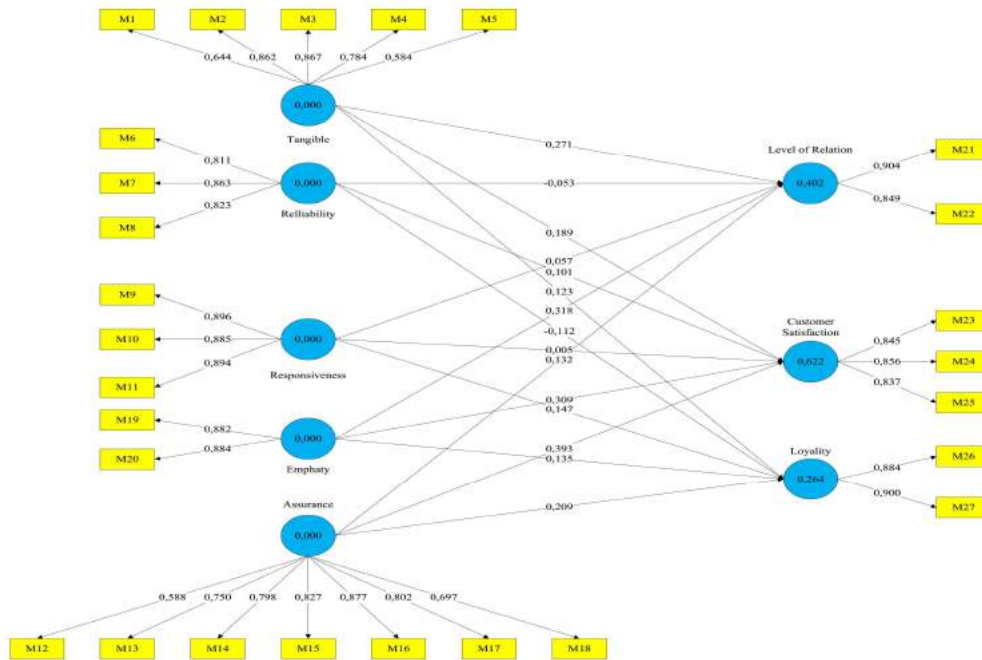 M1
M2
M3
M4
M5
0,644
0,862
0,867
0,784
0,584
0,000
Tangible
M6
M7
M8
0,811
0,863
0,823
0,000
Relliability
M9
M10
M11
0,896
0,885
0,894
0,000
Responsiveness
M19
M20
0,882
0,884
0,000
Emphaty
Assurance
0,000
0,588
0,750
0,798
0,827
0,877
0,802
0,697
M12
M13
M14
M15
M16
M17
M18
0,271
-0,053
0,189
0,057
0,101
0,123
0,318
-0,112
0,005
0,132
0,309
0,147
0,393
0,135
0,209
Level of Relation
0,402
0,904
0,849
M21
M22
Customer
Satisfaction
0,622
0,845
0,856
0,837
M23
M24
M25
Loyality
0,264
0,884
0,900
M26
M27